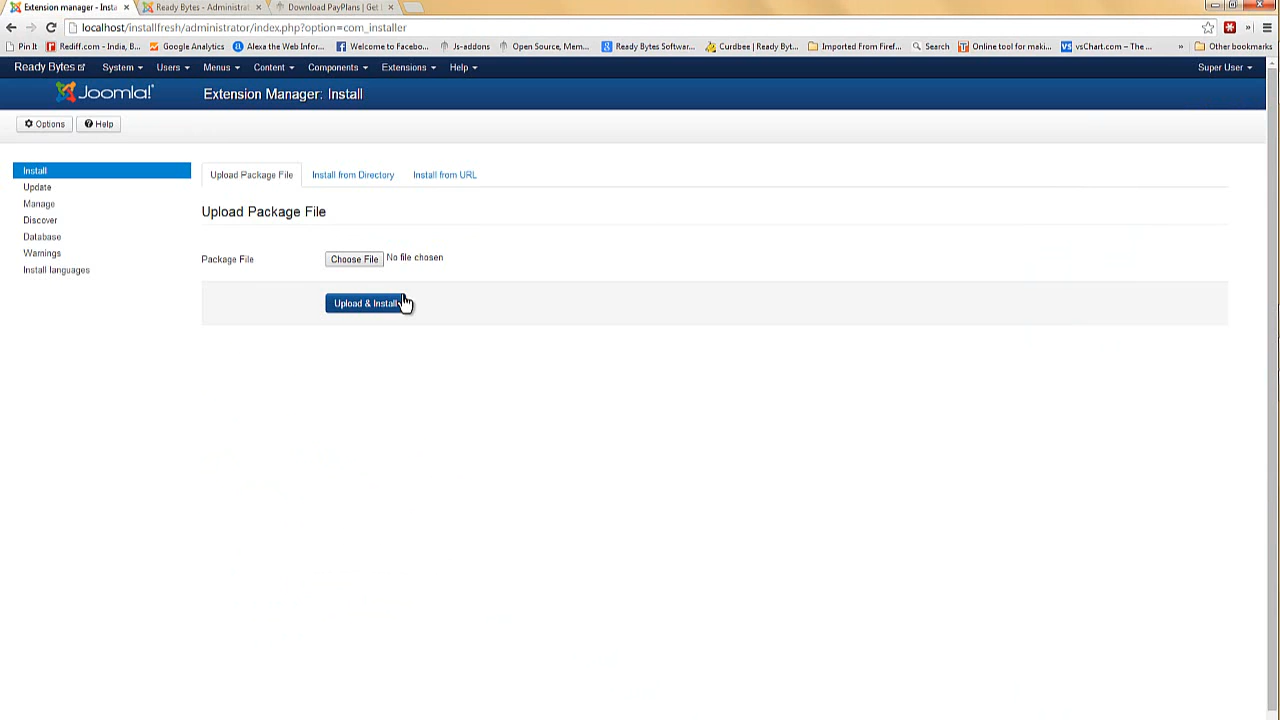 Extension manager - Insta
Ready Bytes - Administrat
Download PayPlans | Get
localhost/installfresh/administrator/index.php?option=com_installer
Pin It
Rediff.com - India, B...
Google Analytics
Alexa the Web Infor...
Welcome to Facebo...
Js-addons
Open Source, Mem...
Ready Bytes Softwar...
Curdbee | Ready Byt...
Imported From Firef...
Search
Online tool for maki...
VS vsChart.com – The ...
»
Other bookmarks
Ready Bytes
System
Users
Menus
Content
Components
Extensions
Help
Super User
Joomla!
Extension Manager: Install
Options
Help
Install
Update
Manage
Discover
Database
Warnings
Install languages
Upload Package File
Install from Directory
Install from URL
Upload Package File
Package File
Choose File
No file chosen
Upload & Install